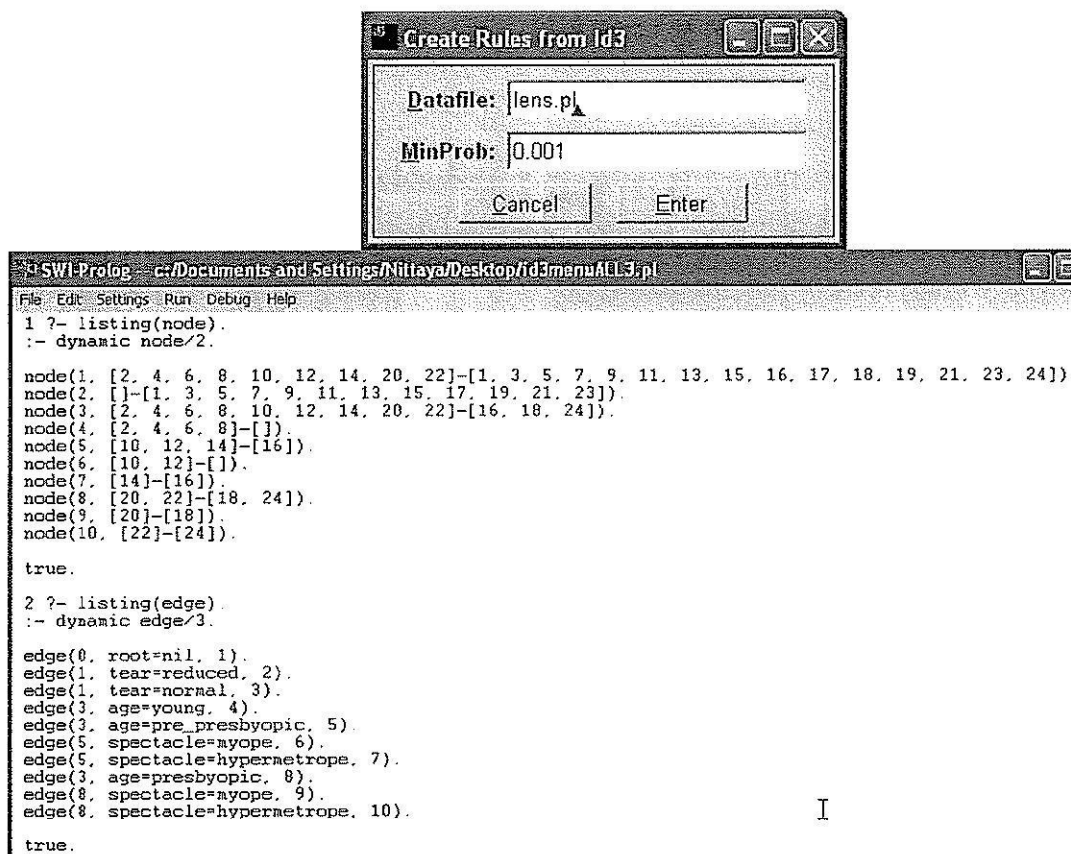 Create Rules from Id3
Datafile: lens.pl
MinProb: 0.001
Cancel Enter
SWI-Prolog -- c:/Documents and Settings/Nittaya/Desktop/id3menuACL3.pl
File Edit Settings Run Debug Help
1 ?- listing(node).
:- dynamic node/2.
node(1, [2, 4, 6, 8, 10, 12, 14, 20, 22]-[1, 3, 5, 7, 9, 11, 13, 15, 16, 17, 18, 19, 21, 23, 24])
node(2, []-[1, 3, 5, 7, 9, 11, 13, 15, 17, 19, 21, 23]).
node(3, [2, 4, 6, 8, 10, 12, 14, 20, 22]-[16, 18, 24]).
node(4, [2, 4, 6, 8]-[]).
node(5, [10, 12, 14]-[16]).
node(6, [10, 12]-[]).
node(7, [14]-[16]).
node(8, [20, 22]-[18, 24]).
node(9, [20]-[18]).
node(10, [22]-[24]).
true.
2 ?- listing(edge).
:- dynamic edge/3.
edge(0, root=nil, 1).
edge(1, tear=reduced, 2).
edge(1, tear=normal, 3).
edge(3, age=young, 4).
edge(3, age=pre_presbyopic, 5).
edge(5, spectacle=myope, 6).
edge(5, spectacle=hypermetrope, 7).
edge(3, age=presbyopic, 8).
edge(8, spectacle=myope, 9).
edge(8, spectacle=hypermetrope, 10).
true.